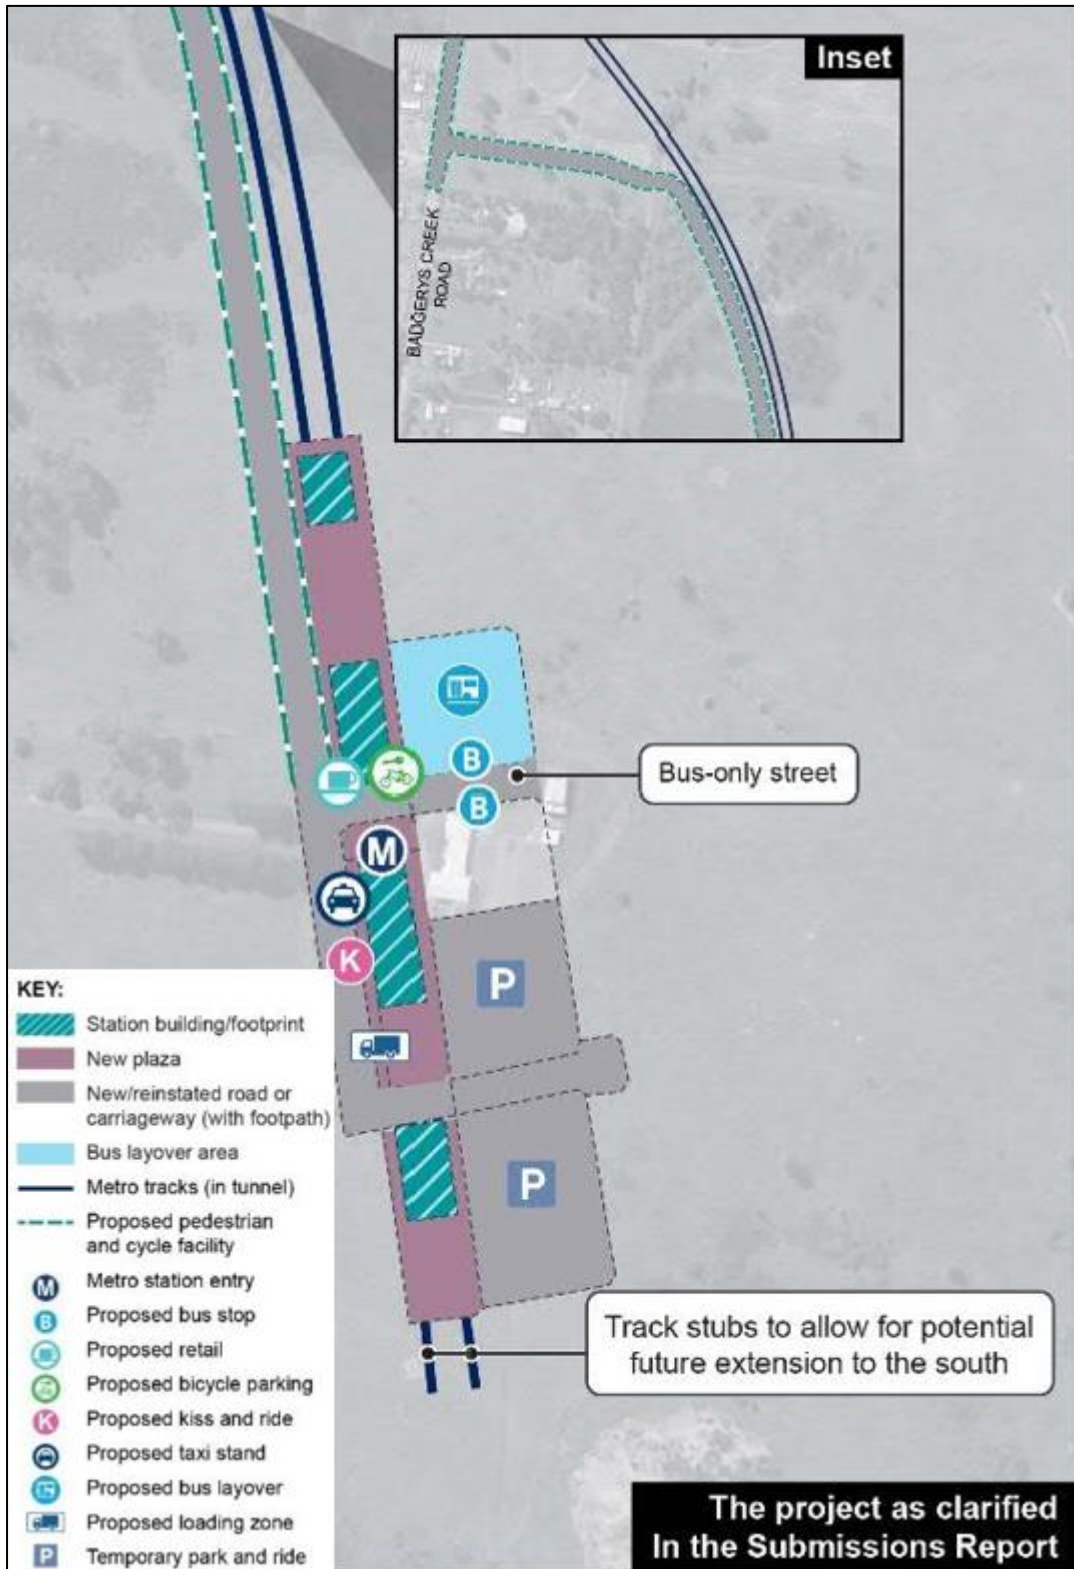 Inset
BADGERYS CREEK
ROAD
B
Bus-only street
B
M
K
P
P
KEY:
Station building/footprint
New plaza
New/reinstated road or
carriageway (with footpath)
Bus layover area
Metro tracks (in tunnel)
Proposed pedestrian
and cycle facility
M Metro station entry
B Proposed bus stop
Proposed retail
Proposed bicycle parking
K Proposed kiss and ride
Proposed taxi stand
Proposed bus layover
Proposed loading zone
P Temporary park and ride
Track stubs to allow for potential
future extension to the south
The project as clarified
In the Submissions Report